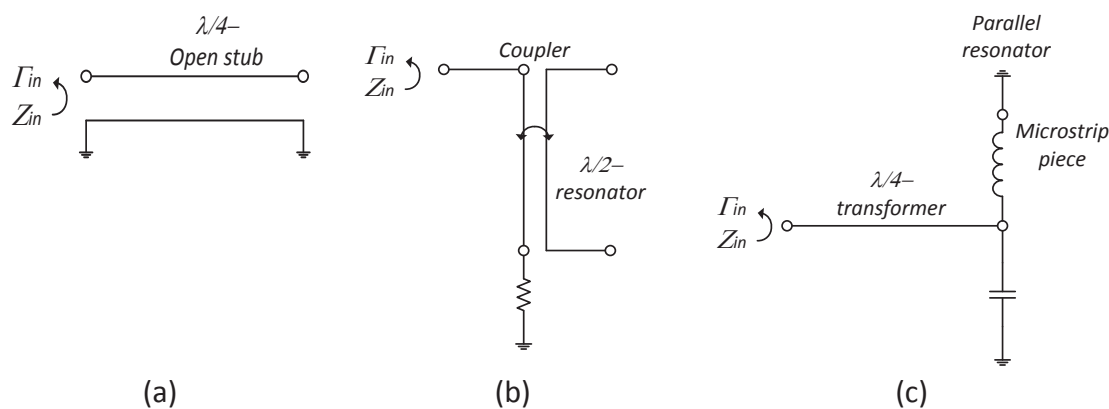 λ/4–
Open stub
Γin
Zin
(a)
Coupler
Γin
Zin
λ/2–
resonator
(b)
Parallel
resonator
Microstrip
piece
λ/4–
transformer
Γin
Zin
(c)